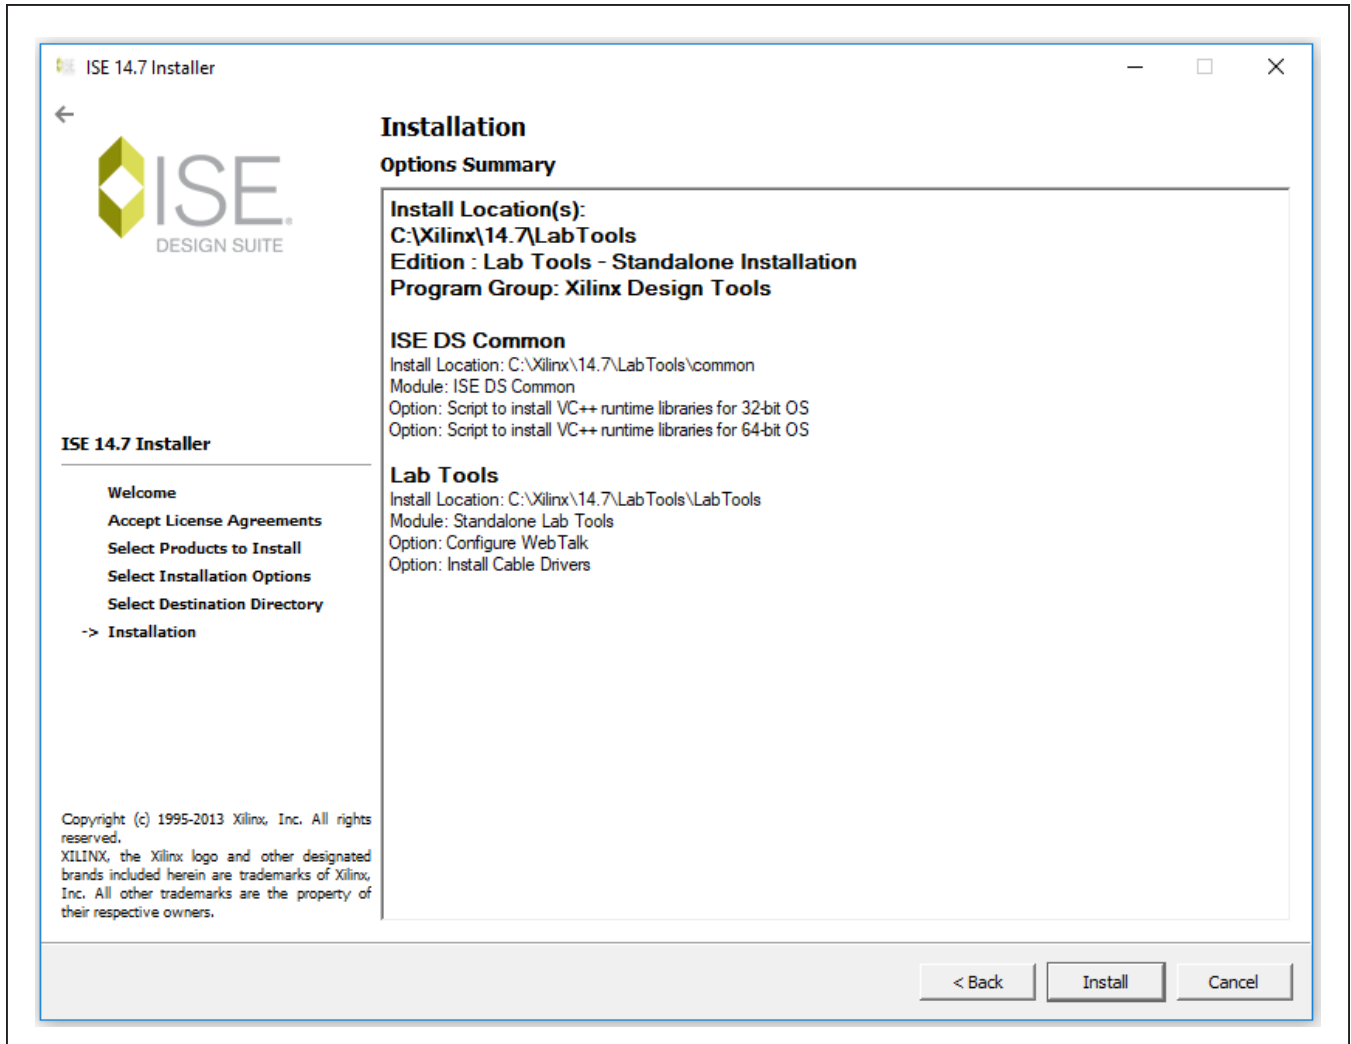 ISE 14.7 Installer
ISE
DESIGN SUITE
ISE 14.7 Installer
Welcome
Accept License Agreements
Select Products to Install
Select Installation Options
Select Destination Directory
-> Installation
Copyright (c) 1995-2013 Xilinx, Inc. All rights
reserved.
XILINX, the Xilinx logo and other designated
brands included herein are trademarks of Xilinx,
Inc. All other trademarks are the property of
their respective owners.
Installation
Options Summary
Install Location(s):
C:\Xilinx\14.7\LabTools
Edition : Lab Tools - Standalone Installation
Program Group: Xilinx Design Tools
ISE DS Common
Install Location: C:\Xilinx\14.7\LabTools\common
Module: ISE DS Common
Option: Script to install VC++ runtime libraries for 32-bit OS
Option: Script to install VC++ runtime libraries for 64-bit OS
Lab Tools
Install Location: C:\Xilinx\14.7\LabTools\LabTools
Module: Standalone Lab Tools
Option: Configure WebTalk
Option: Install Cable Drivers
< Back
Install
Cancel